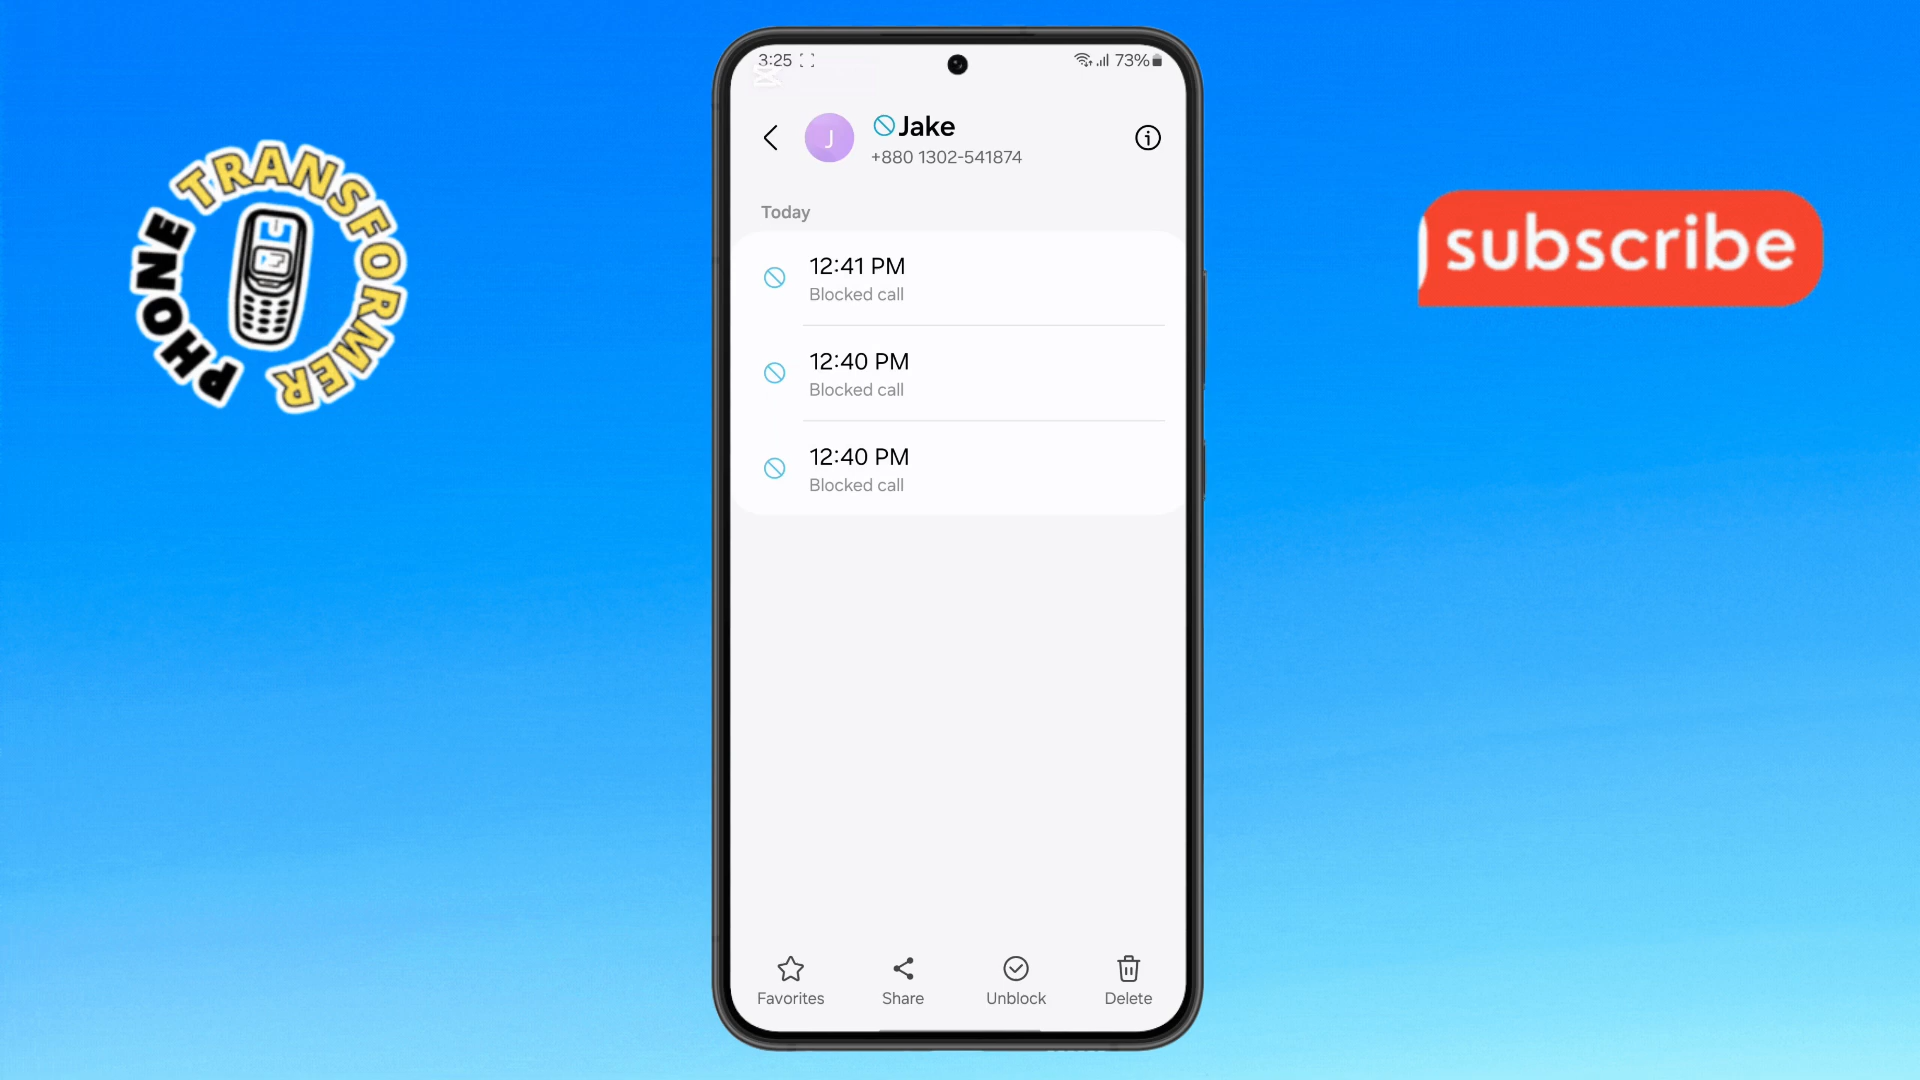 PHONE TRANSFORMER
subscribe
3:25
73%
Jake
+880 1302-541874
J
Today
12:41 PM
Blocked call
12:40 PM
Blocked call
12:40 PM
Blocked call
Favorites
Share
Unblock
Delete